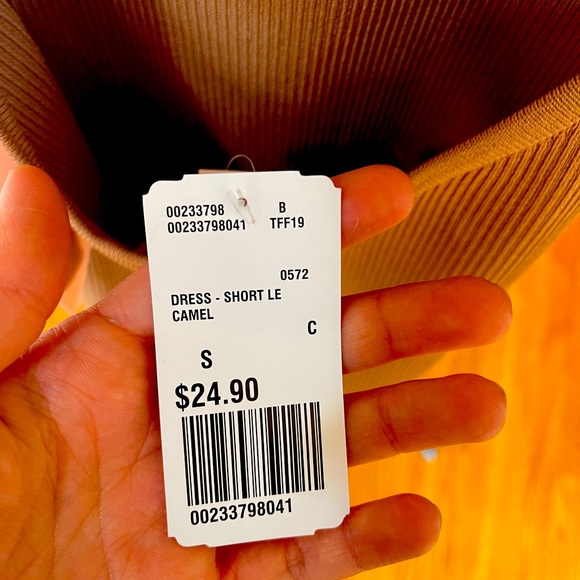 00233798 B
00233798041 TFF19
0572
DRESS - SHORT LE
CAMEL
C
S
$24.90
00233798041